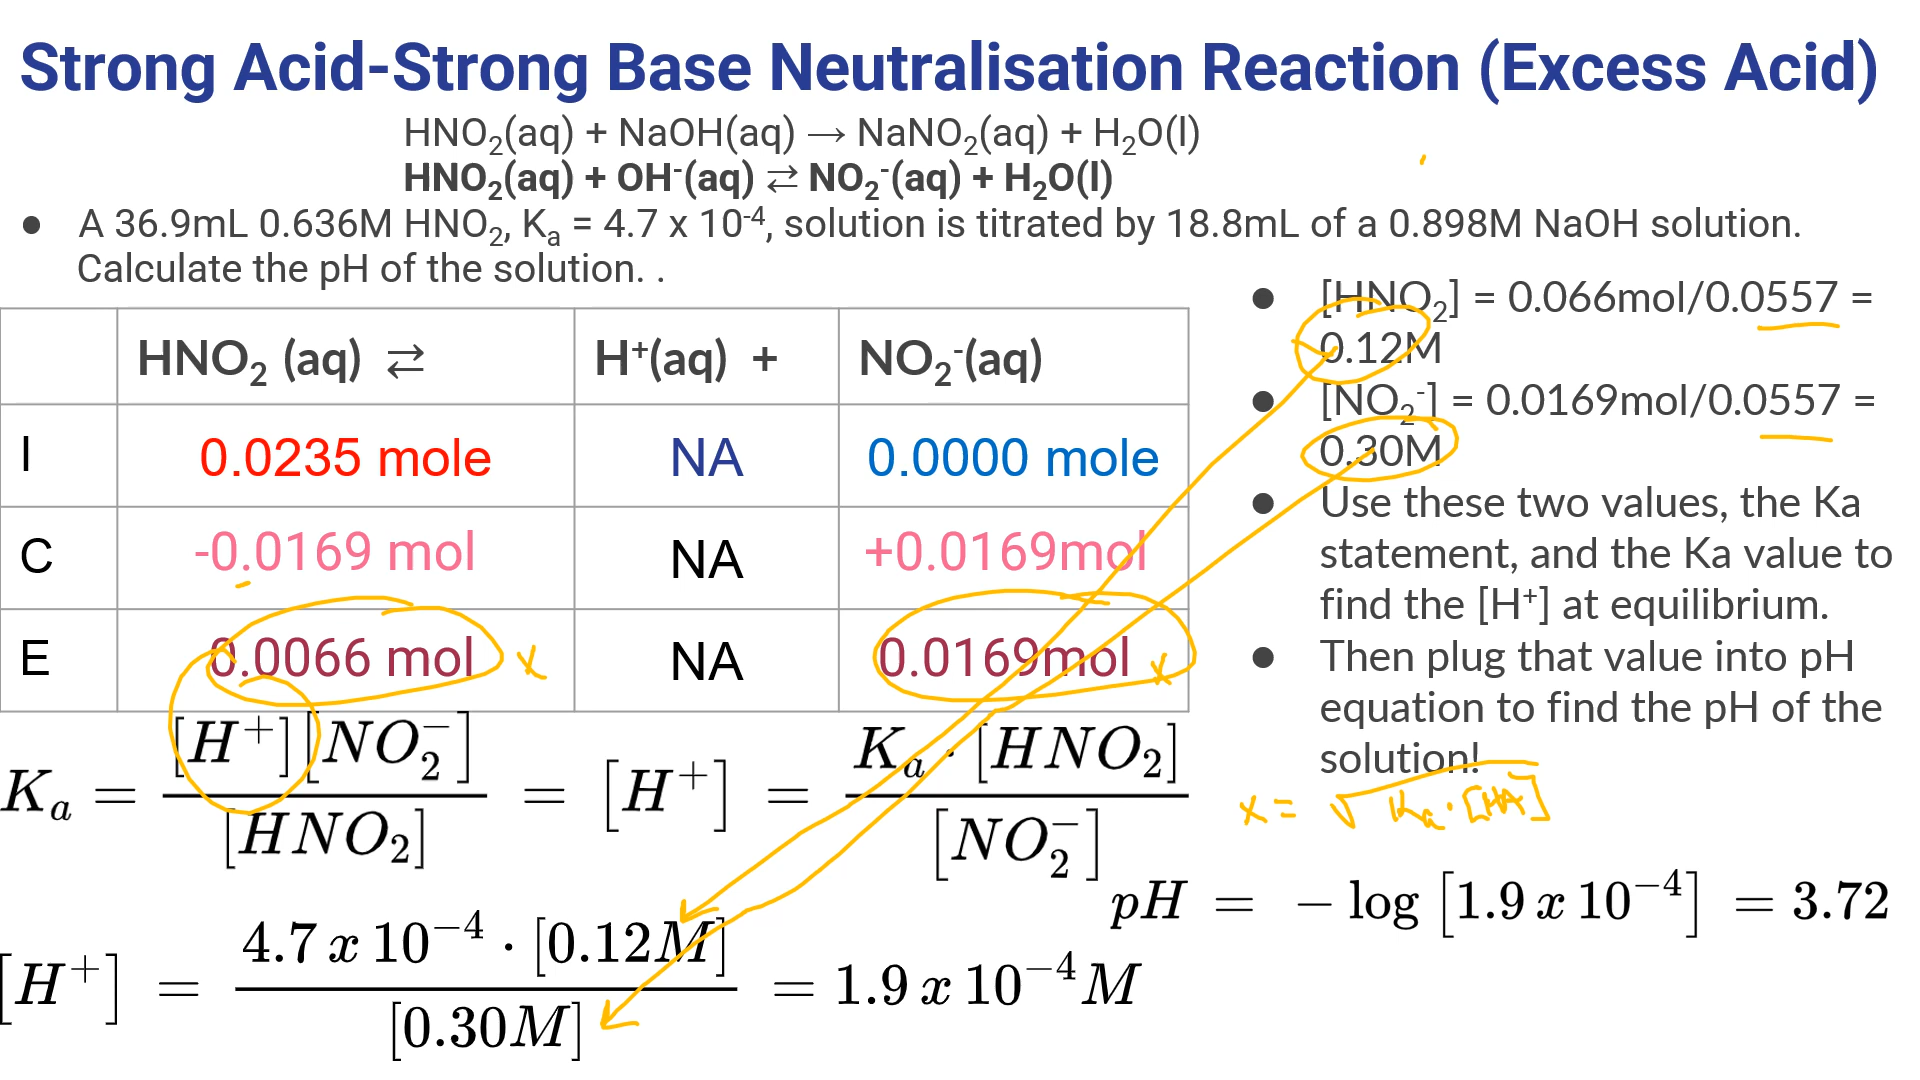 Strong Acid-Strong Base Neutralisation Reaction (Excess Acid)
HNO₂(aq) + NaOH(aq) → NaNO₂(aq) + H₂O(l)
HNO₂(aq) + OH⁻(aq) ⇄ NO₂⁻(aq) + H₂O(l)
● A 36.9mL 0.636M HNO₂, Kₐ = 4.7 x 10⁻⁴, solution is titrated by 18.8mL of a 0.898M NaOH solution.
Calculate the pH of the solution. .
HNO₂ (aq) ⇄ H⁺(aq) + NO₂⁻(aq)
I 0.0235 mole NA 0.0000 mole
C -0.0169 mol NA +0.0169mol
E 0.0066 mol x NA 0.0169mol x
● [HNO₂] = 0.066mol/0.0557 =
0.12M
● [NO₂⁻] = 0.0169mol/0.0557 =
0.30M
● Use these two values, the Ka
statement, and the Ka value to
find the [H⁺] at equilibrium.
● Then plug that value into pH
equation to find the pH of the
solution!
x = √Kₐ · [HA]
Kₐ = [H⁺][NO₂⁻] / [HNO₂] = [H⁺] = Kₐ · [HNO₂] / [NO₂⁻]
pH = − log [1.9 x 10⁻⁴] = 3.72
[H⁺] = 4.7 x 10⁻⁴ · [0.12M] / [0.30M] = 1.9 x 10⁻⁴ M